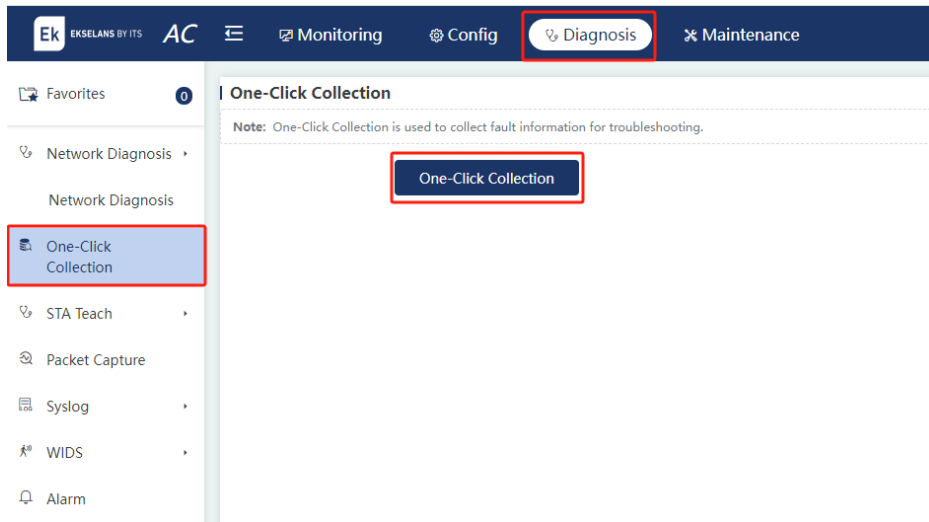 Ek EKSELANS BY ITS AC Monitoring Config Diagnosis Maintenance
Favorites 0
Network Diagnosis
Network Diagnosis
One-Click
Collection
STA Teach
Packet Capture
Syslog
WIDS
Alarm
One-Click Collection
Note: One-Click Collection is used to collect fault information for troubleshooting.
One-Click Collection